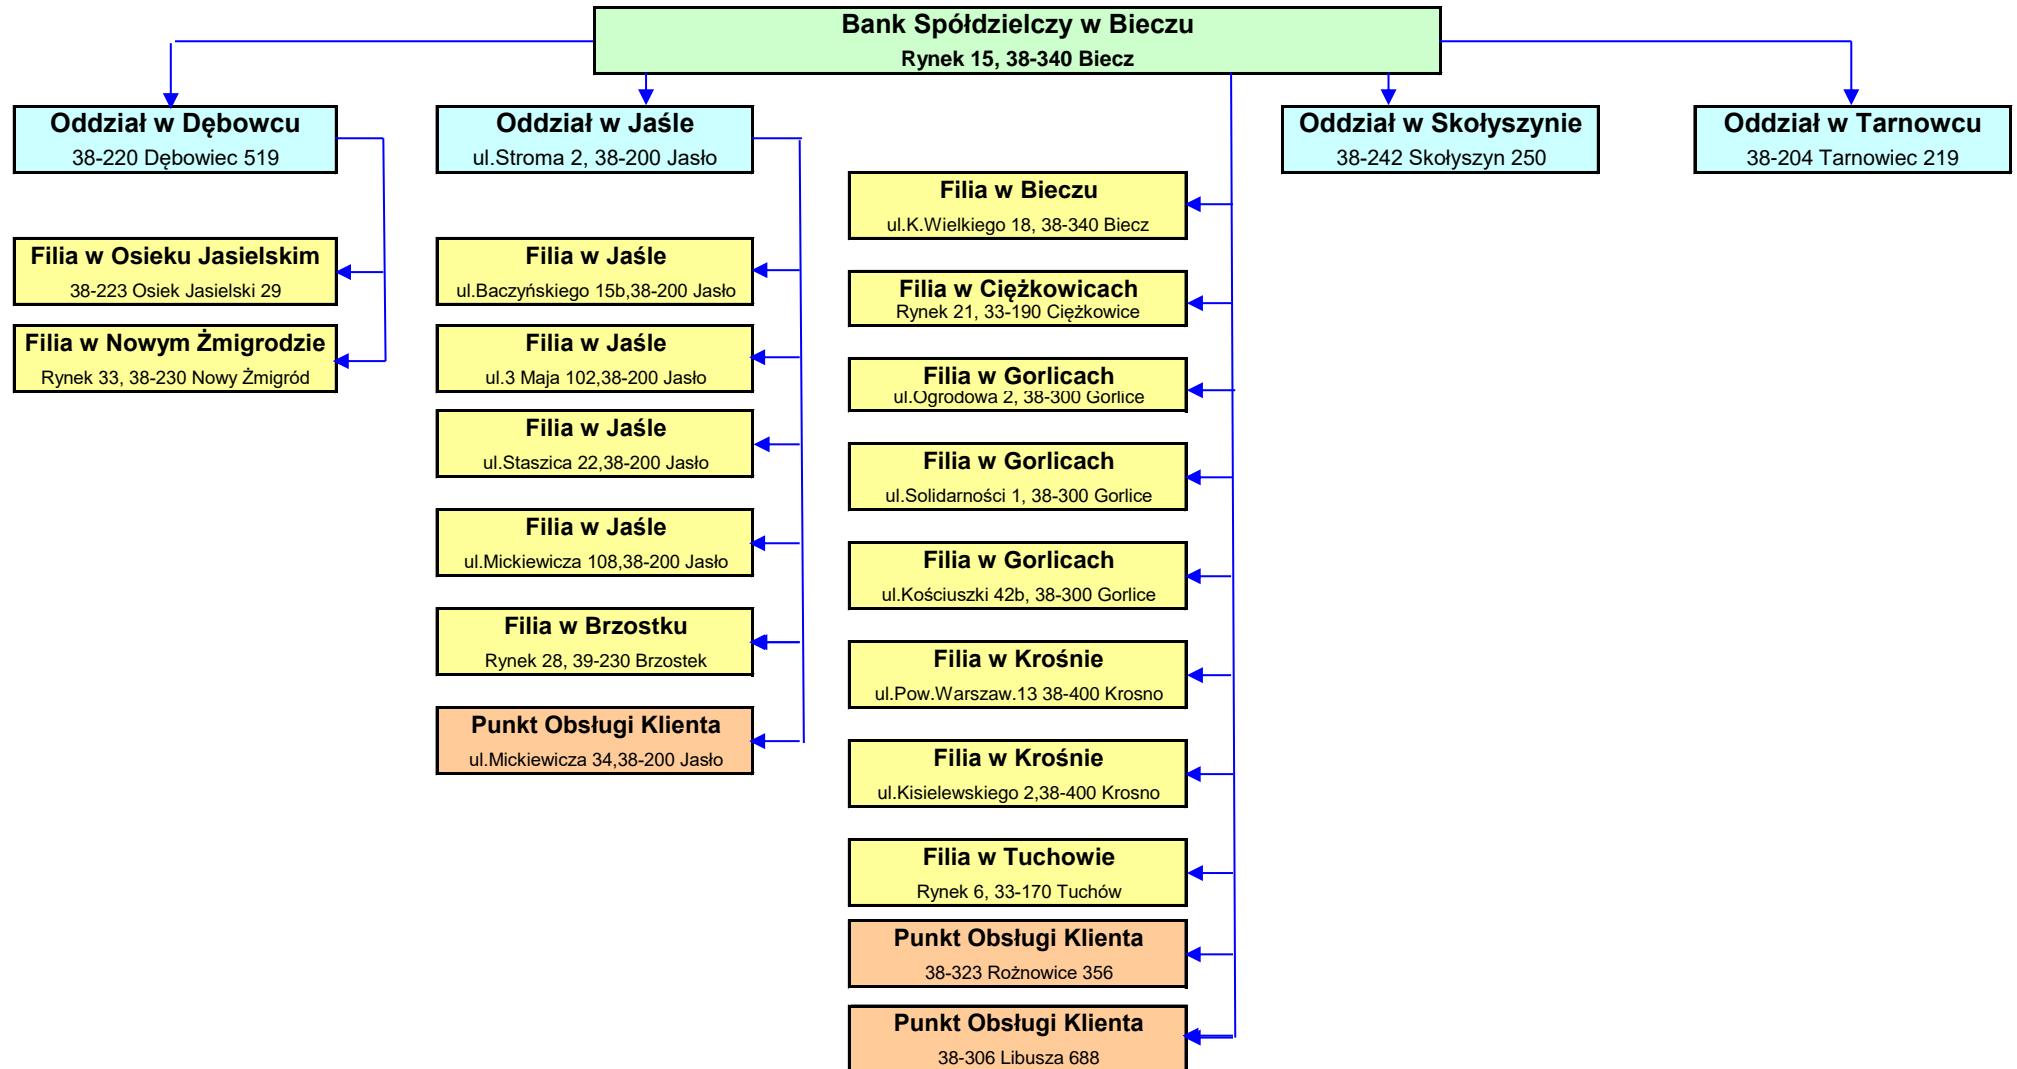 Bank Spółdzielczy w Bieczu
Rynek 15, 38-340 Biecz
Oddział w Dębowcu
38-220 Dębowiec 519
Filia w Osieku Jasielskim
38-223 Osiek Jasielski 29
Filia w Nowym Żmigrodzie
Rynek 33, 38-230 Nowy Żmigród
Oddział w Jaśle
ul.Stroma 2, 38-200 Jasło
Filia w Jaśle
ul.Baczyńskiego 15b,38-200 Jasło
Filia w Jaśle
ul.3 Maja 102,38-200 Jasło
Filia w Jaśle
ul.Staszica 22,38-200 Jasło
Filia w Jaśle
ul.Mickiewicza 108,38-200 Jasło
Filia w Brzostku
Rynek 28, 39-230 Brzostek
Punkt Obsługi Klienta
ul.Mickiewicza 34,38-200 Jasło
Filia w Bieczu
ul.K.Wielkiego 18, 38-340 Biecz
Filia w Ciężkowicach
Rynek 21, 33-190 Ciężkowice
Filia w Gorlicach
ul.Ogrodowa 2, 38-300 Gorlice
Filia w Gorlicach
ul.Solidarności 1, 38-300 Gorlice
Filia w Gorlicach
ul.Kościuszki 42b, 38-300 Gorlice
Filia w Krośnie
ul.Pow.Warszaw.13 38-400 Krosno
Filia w Krośnie
ul.Kisielewskiego 2,38-400 Krosno
Filia w Tuchowie
Rynek 6, 33-170 Tuchów
Punkt Obsługi Klienta
38-323 Rożnowice 356
Punkt Obsługi Klienta
38-306 Libusza 688
Oddział w Skołyszynie
38-242 Skołyszyn 250
Oddział w Tarnowcu
38-204 Tarnowiec 219